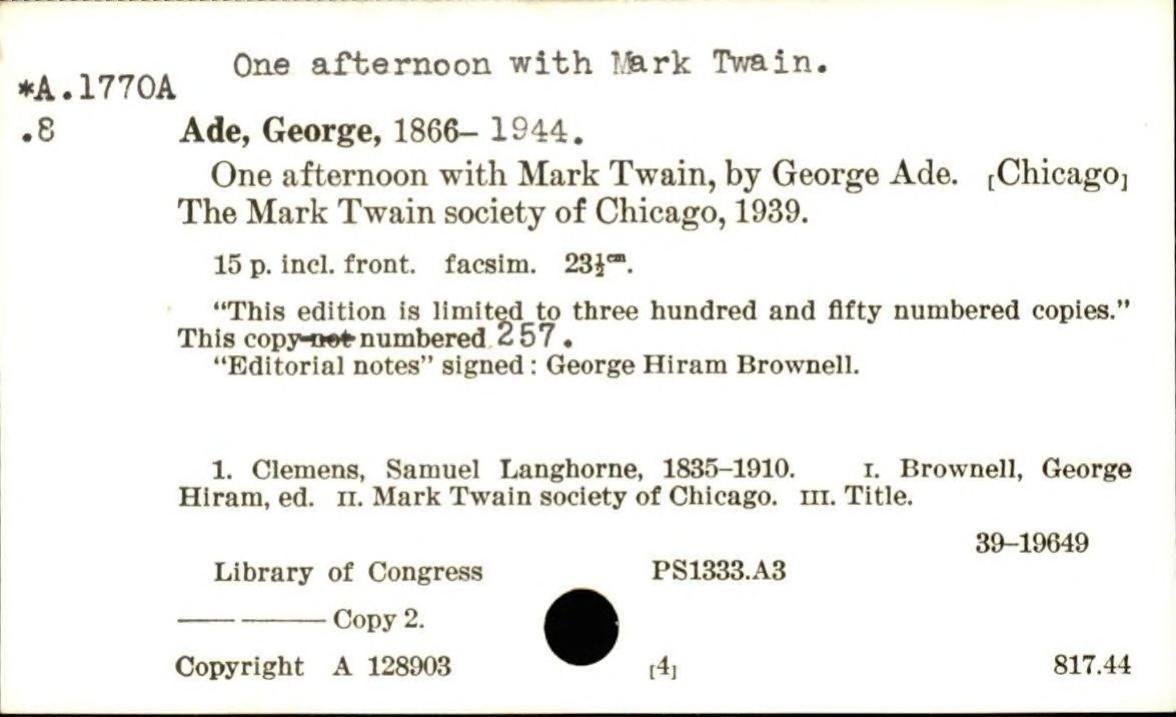 One afternoon with Mark Twain.
*A.1770A
.8 Ade, George, 1866– 1944.
One afternoon with Mark Twain, by George Ade. [Chicago]
The Mark Twain society of Chicago, 1939.
15 p. incl. front. facsim. 23½ cm.
"This edition is limited to three hundred and fifty numbered copies."
This copy not numbered 257.
"Editorial notes" signed: George Hiram Brownell.
1. Clemens, Samuel Langhorne, 1835–1910. I. Brownell, George
Hiram, ed. II. Mark Twain society of Chicago. III. Title.
39–19649
Library of Congress PS1333.A3
—— —— Copy 2.
Copyright A 128903 [4] 817.44